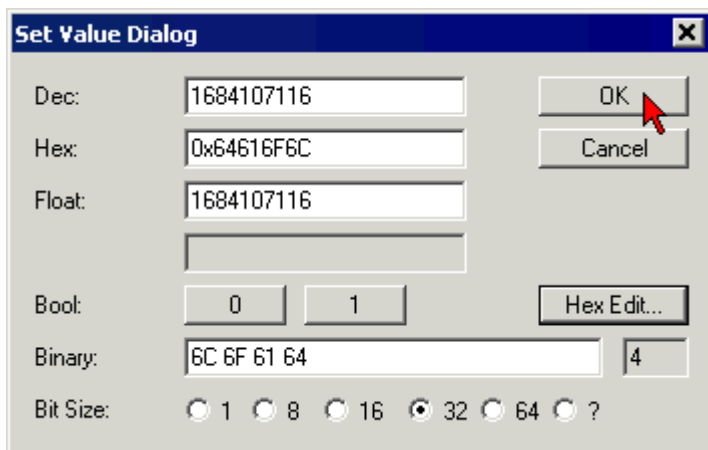 Set Value Dialog
Dec: 1684107116 OK
Hex: 0x64616F6C Cancel
Float: 1684107116
Bool: 0 1 Hex Edit...
Binary: 6C 6F 61 64 4
Bit Size: 1 8 16 32 64 ?